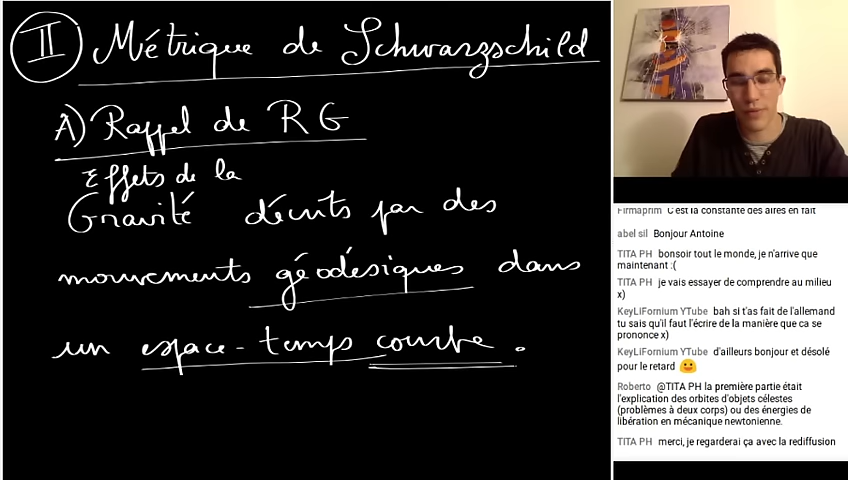 II Métrique de Schwarzschild
A) Rappel de RG
Effets de la
Gravité décrits par des
mouvements géodésiques dans
un espace-temps courbe.
Firmaprim C'est la constante des aires en fait
abel sil Bonjour Antoine
TITA PH bonsoir tout le monde, je n'arrive que
maintenant :(
TITA PH je vais essayer de comprendre au milieu
x)
KeyLiFornium YTube bah si t'as fait de l'allemand
tu sais qu'il faut l'écrire de la manière que ca se
prononce x)
KeyLiFornium YTube d'ailleurs bonjour et désolé
pour le retard
Roberto @TITA PH la première partie était
l'explication des orbites d'objets célestes
(problèmes à deux corps) ou des énergies de
libération en mécanique newtonienne.
TITA PH merci, je regarderai ça avec la rediffusion